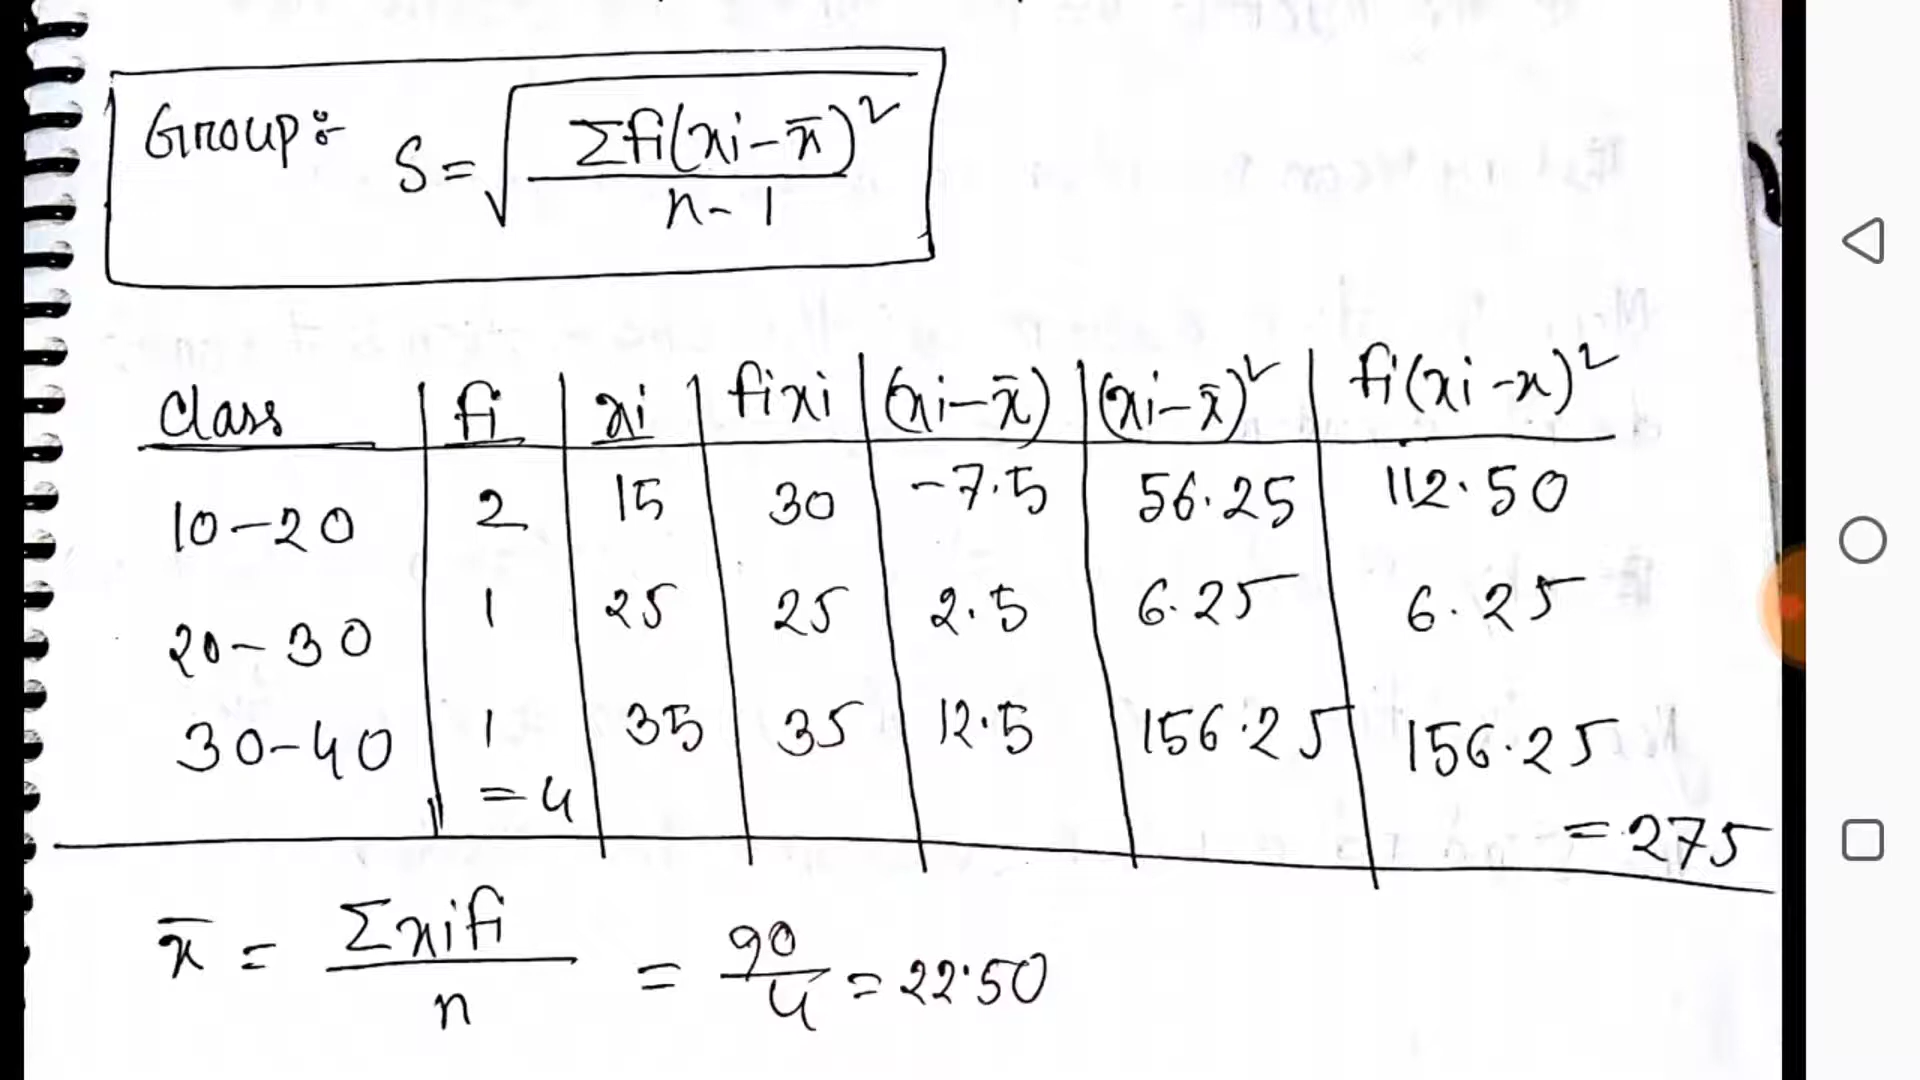 Group:- S = √(Σfi(xi-x̄)² / n-1)
Class | fi | xi | fixi | (xi-x̄) | (xi-x̄)² | fi(xi-x)²
10-20 | 2 | 15 | 30 | -7.5 | 56.25 | 112.50
20-30 | 1 | 25 | 25 | 2.5 | 6.25 | 6.25
30-40 | 1 | 35 | 35 | 12.5 | 156.25 | 156.25
= 4 = 275
x̄ = Σxifi / n = 90 / 4 = 22.50